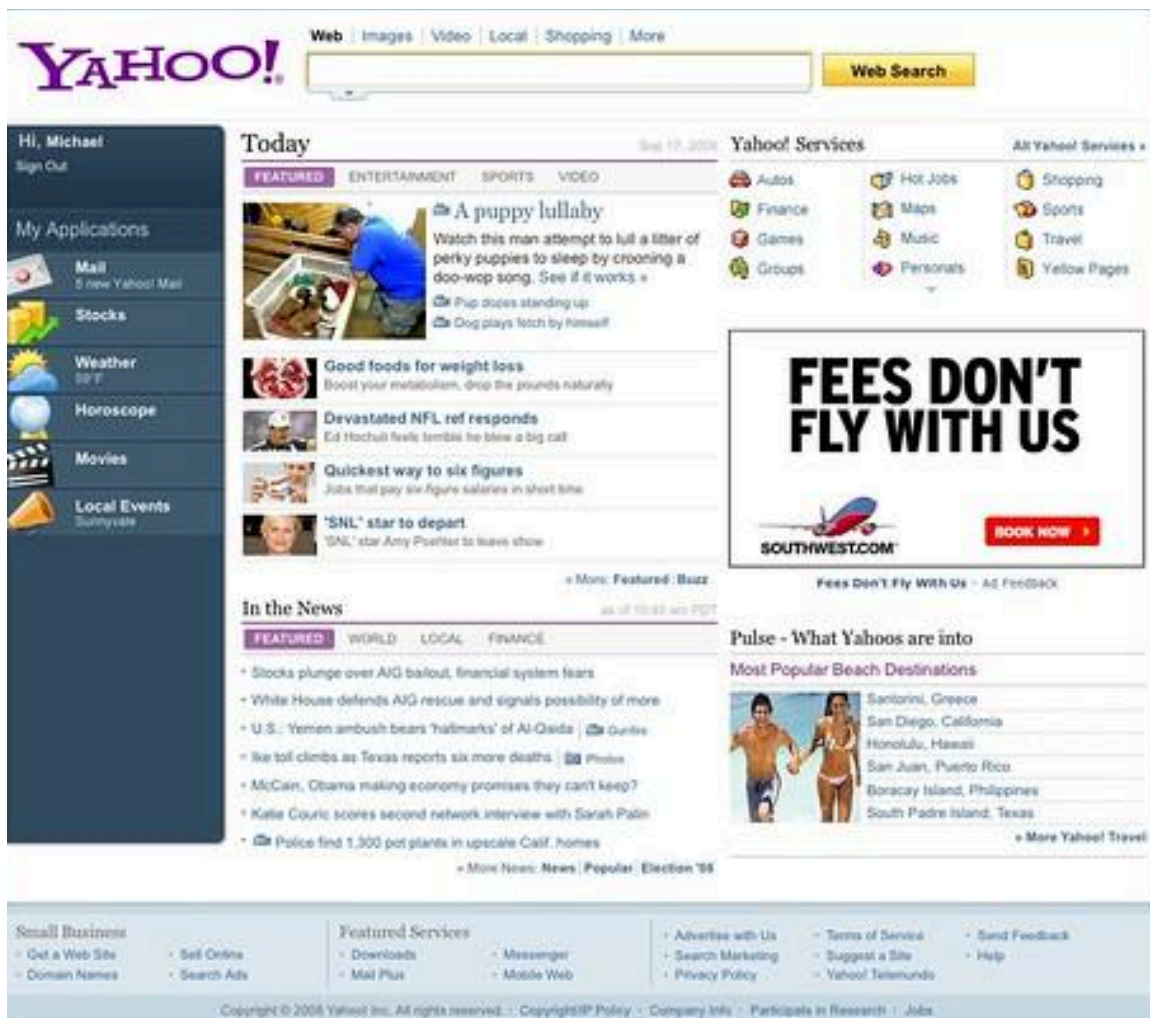 YAHOO!
Web | Images | Video | Local | Shopping | More
Web Search
Hi, Michael
Sign Out
My Applications
Mail
5 new Yahoo! Mail
Stocks
Weather
59°F
Horoscope
Movies
Local Events
Sunnyvale
Today
Sep 17, 2008
FEATURED ENTERTAINMENT SPORTS VIDEO
A puppy lullaby
Watch this man attempt to lull a litter of
perky puppies to sleep by crooning a
doo-wop song. See if it works »
Pup dozes standing up
Dog plays fetch by himself
Good foods for weight loss
Boost your metabolism, drop the pounds naturally
Devastated NFL ref responds
Ed Hochuli feels terrible he blew a big call
Quickest way to six figures
Jobs that pay six-figure salaries in short time
'SNL' star to depart
'SNL' star Amy Poehler to leave show
» More: Featured | Buzz
In the News
as of 10:45 am PDT
FEATURED WORLD LOCAL FINANCE
• Stocks plunge over AIG bailout, financial system fears
• White House defends AIG rescue and signals possibility of more
• U.S.: Yemen ambush bears 'hallmarks' of Al-Qaida | Gunfire
• Ike toll climbs as Texas reports six more deaths | Photos
• McCain, Obama making economy promises they can't keep?
• Katie Couric scores second network interview with Sarah Palin
• Police find 1,300 pot plants in upscale Calif. homes
» More News: News | Popular | Election '08
Yahoo! Services
All Yahoo! Services »
Autos Hot Jobs Shopping
Finance Maps Sports
Games Music Travel
Groups Personals Yellow Pages
FEES DON'T
FLY WITH US
SOUTHWEST.COM
BOOK NOW
Fees Don't Fly With Us - Ad Feedback
Pulse - What Yahoos are into
Most Popular Beach Destinations
Santorini, Greece
San Diego, California
Honolulu, Hawaii
San Juan, Puerto Rico
Boracay Island, Philippines
South Padre Island, Texas
» More Yahoo! Travel
Small Business
• Get a Web Site • Sell Online
• Domain Names • Search Ads
Featured Services
• Downloads • Messenger
• Mail Plus • Mobile Web
• Advertise with Us • Terms of Service • Send Feedback
• Search Marketing • Suggest a Site • Help
• Privacy Policy • Yahoo! Telemundo
Copyright © 2008 Yahoo! Inc. All rights reserved. | Copyright/IP Policy | Company Info | Participate in Research | Jobs